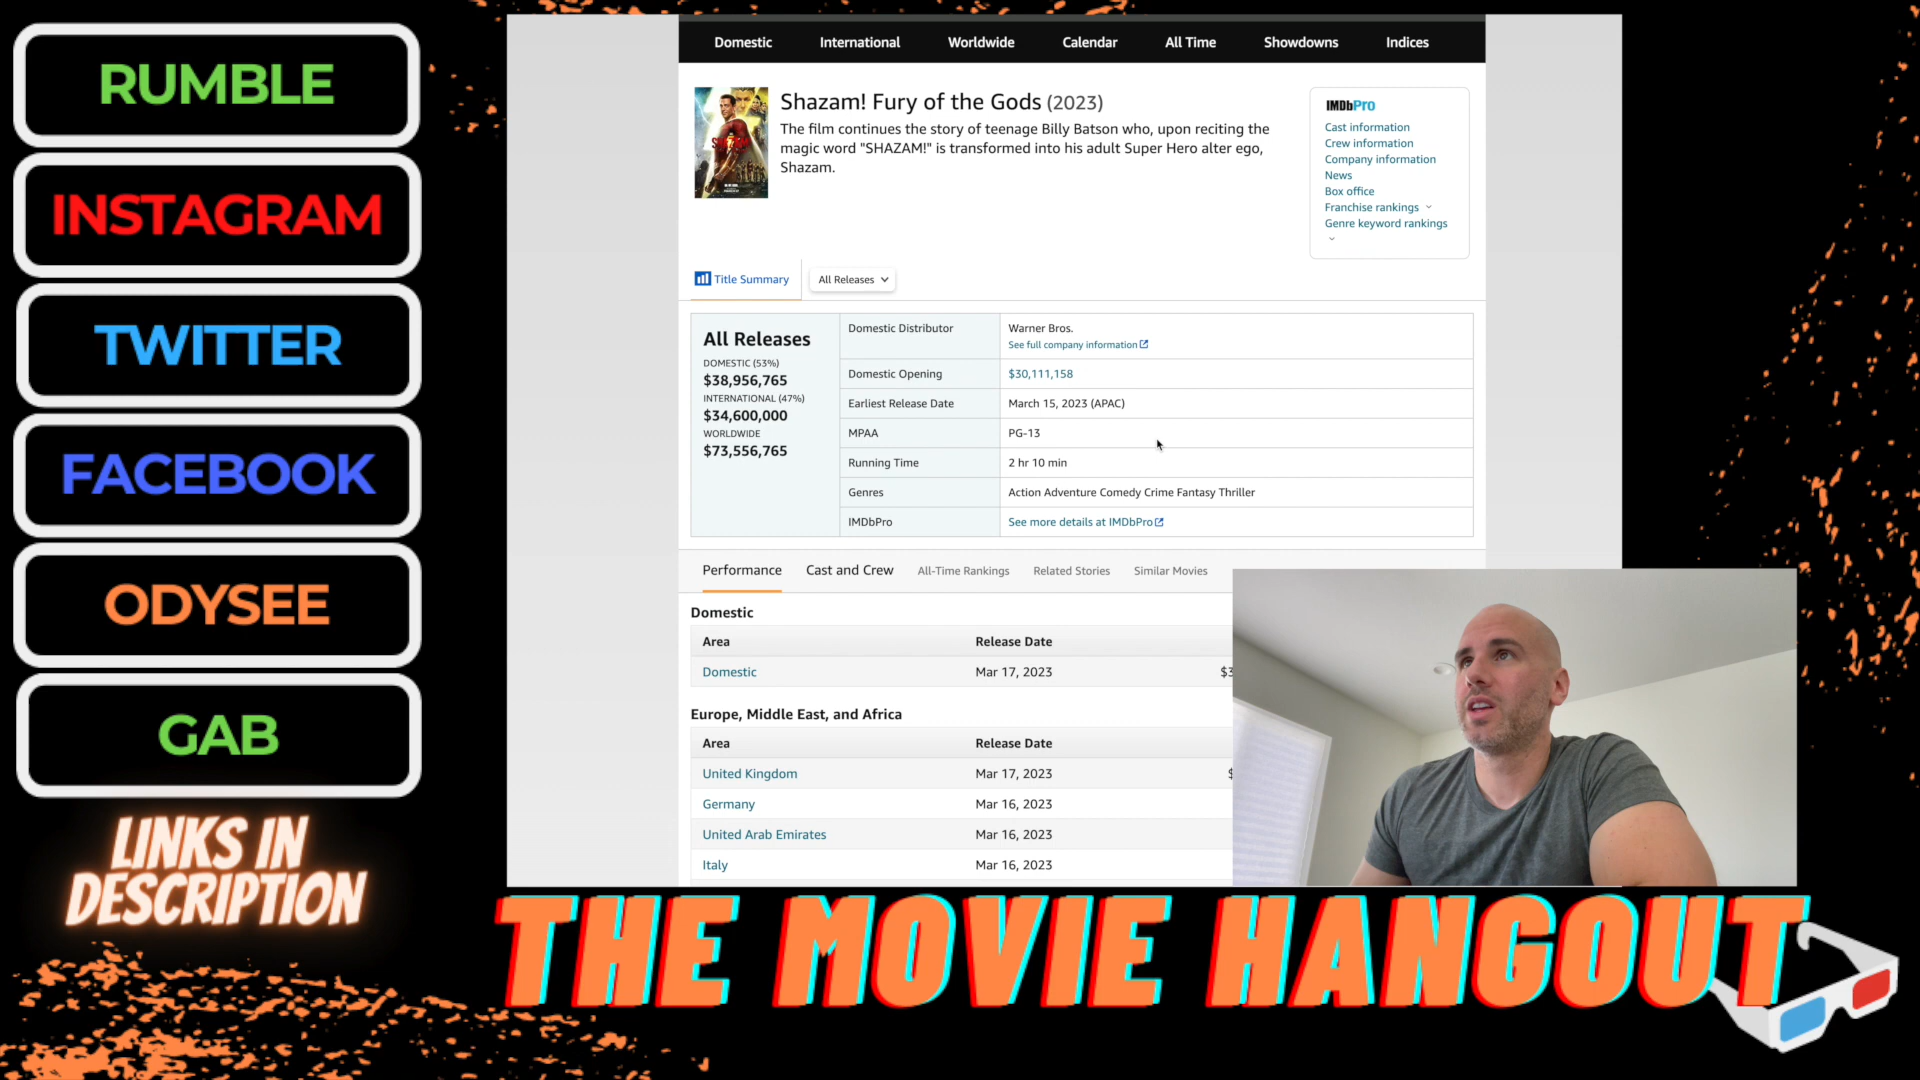 RUMBLE
INSTAGRAM
TWITTER
FACEBOOK
ODYSEE
GAB
LINKS IN
DESCRIPTION
Domestic International Worldwide Calendar All Time Showdowns Indices
Shazam! Fury of the Gods (2023)
The film continues the story of teenage Billy Batson who, upon reciting the
magic word "SHAZAM!" is transformed into his adult Super Hero alter ego,
Shazam.
IMDbPro
Cast information
Crew information
Company information
News
Box office
Franchise rankings
Genre keyword rankings
Title Summary All Releases
All Releases
DOMESTIC (53%)
$38,956,765
INTERNATIONAL (47%)
$34,600,000
WORLDWIDE
$73,556,765
Domestic Distributor Warner Bros.
See full company information
Domestic Opening $30,111,158
Earliest Release Date March 15, 2023 (APAC)
MPAA PG-13
Running Time 2 hr 10 min
Genres Action Adventure Comedy Crime Fantasy Thriller
IMDbPro See more details at IMDbPro
Performance Cast and Crew All-Time Rankings Related Stories Similar Movies
Domestic
Area Release Date
Domestic Mar 17, 2023 $3
Europe, Middle East, and Africa
Area Release Date
United Kingdom Mar 17, 2023 $
Germany Mar 16, 2023
United Arab Emirates Mar 16, 2023
Italy Mar 16, 2023
THE MOVIE HANGOUT